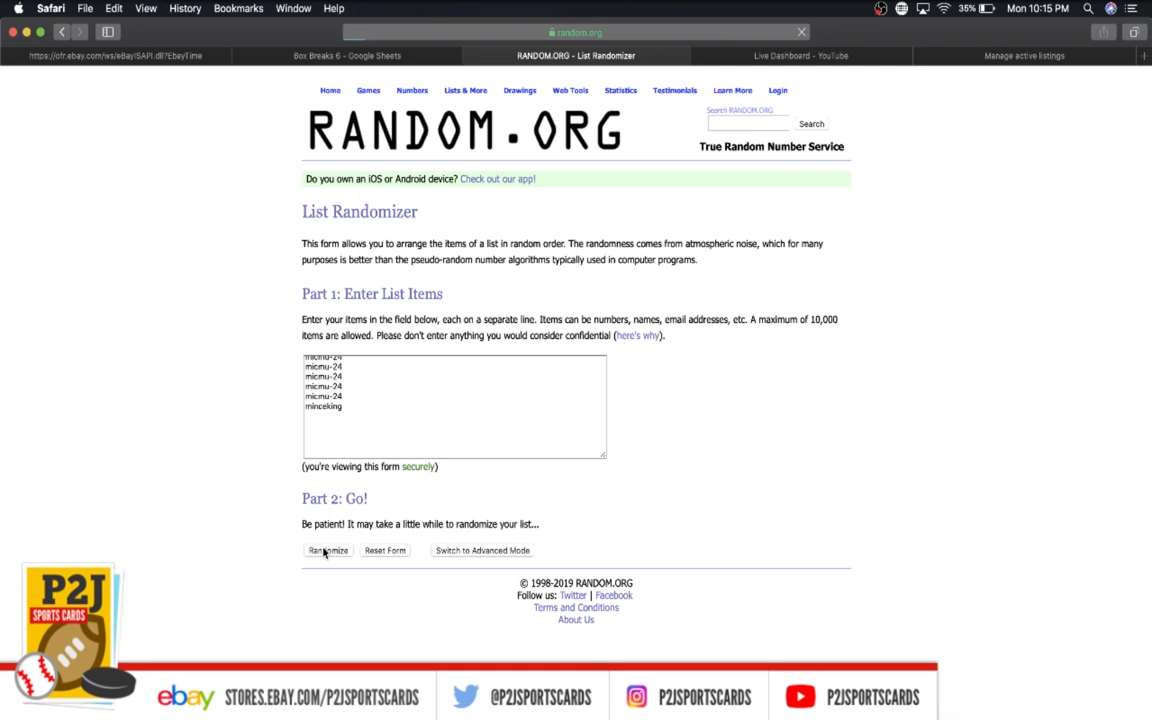 Safari File Edit View History Bookmarks Window Help 35% Mon 10:15 PM
random.org
https://ofr.ebay.com/ws/eBayISAPI.dll?EbayTime Box Breaks 6 - Google Sheets RANDOM.ORG - List Randomizer Live Dashboard - YouTube Manage active listings
Home Games Numbers Lists & More Drawings Web Tools Statistics Testimonials Learn More Login
RANDOM.ORG
Search RANDOM.ORG
Search
True Random Number Service
Do you own an iOS or Android device? Check out our app!
List Randomizer
This form allows you to arrange the items of a list in random order. The randomness comes from atmospheric noise, which for many
purposes is better than the pseudo-random number algorithms typically used in computer programs.
Part 1: Enter List Items
Enter your items in the field below, each on a separate line. Items can be numbers, names, email addresses, etc. A maximum of 10,000
items are allowed. Please don't enter anything you would consider confidential (here's why).
micmu-24
micmu-24
micmu-24
micmu-24
micmu-24
minceking
(you're viewing this form securely)
Part 2: Go!
Be patient! It may take a little while to randomize your list...
Randomize Reset Form Switch to Advanced Mode
© 1998-2019 RANDOM.ORG
Follow us: Twitter | Facebook
Terms and Conditions
About Us
P2J
SPORTS CARDS
ebay STORES.EBAY.COM/P2JSPORTSCARDS @P2JSPORTSCARDS P2JSPORTSCARDS P2JSPORTSCARDS